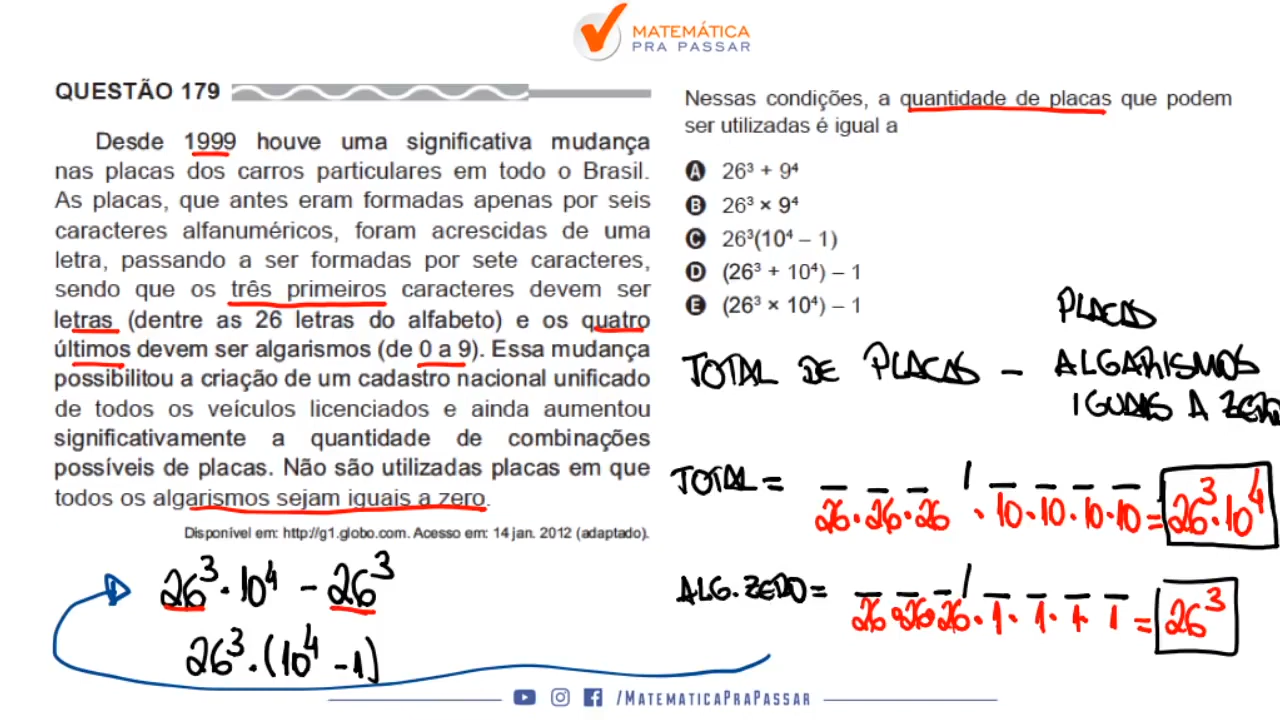 MATEMÁTICA
PRA PASSAR
QUESTÃO 179
Desde 1999 houve uma significativa mudança
nas placas dos carros particulares em todo o Brasil.
As placas, que antes eram formadas apenas por seis
caracteres alfanuméricos, foram acrescidas de uma
letra, passando a ser formadas por sete caracteres,
sendo que os três primeiros caracteres devem ser
letras (dentre as 26 letras do alfabeto) e os quatro
últimos devem ser algarismos (de 0 a 9). Essa mudança
possibilitou a criação de um cadastro nacional unificado
de todos os veículos licenciados e ainda aumentou
significativamente a quantidade de combinações
possíveis de placas. Não são utilizadas placas em que
todos os algarismos sejam iguais a zero.
Disponível em: http://g1.globo.com. Acesso em: 14 jan. 2012 (adaptado).
26³ · 10⁴ – 26³
26³ · (10⁴ – 1)
Nessas condições, a quantidade de placas que podem
ser utilizadas é igual a
A 26³ + 9⁴
B 26³ × 9⁴
C 26³(10⁴ – 1)
D (26³ + 10⁴) – 1
E (26³ × 10⁴) – 1
PLACAS
TOTAL DE PLACAS – ALGARISMOS
IGUAIS A ZERO
TOTAL = _ _ _ / _ _ _ _
26 · 26 · 26 · 10 · 10 · 10 · 10 = 26³ · 10⁴
ALG. ZERO = _ _ _ / _ _ _ _
26 · 26 · 26 · 1 · 1 · 1 · 1 = 26³
/MATEMATICAPRAPASSAR